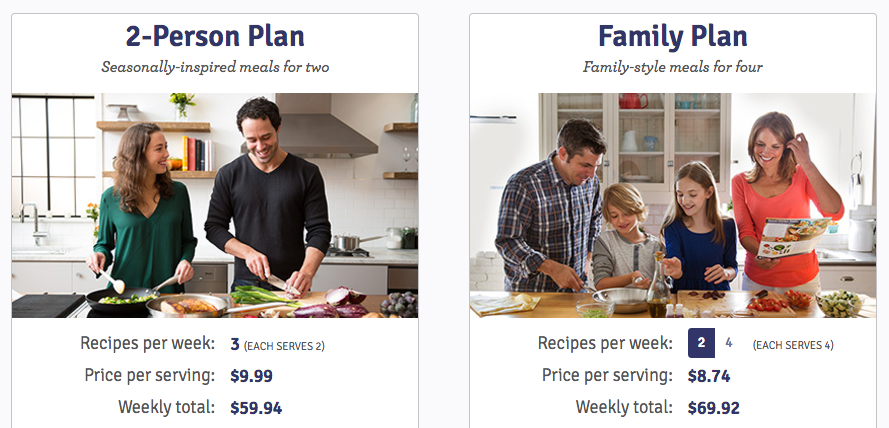 2-Person Plan
Seasonally-inspired meals for two
Recipes per week: 3 (EACH SERVES 2)
Price per serving: $9.99
Weekly total: $59.94
Family Plan
Family-style meals for four
Recipes per week: 2 4 (EACH SERVES 4)
Price per serving: $8.74
Weekly total: $69.92